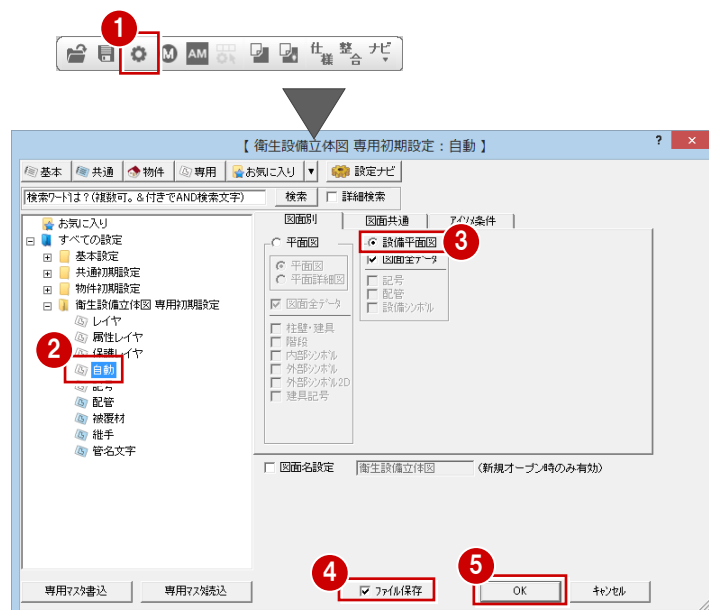 1
M AM 仕様 整合 ナビ
【 衛生設備立体図 専用初期設定：自動 】 ? ×
基本 共通 物件 専用 お気に入り 設定ナビ
検索ワードは？(複数可。＆付きでAND検索文字) 検索 詳細検索
お気に入り
すべての設定
基本設定
共通初期設定
物件初期設定
衛生設備立体図 専用初期設定
レイヤ
属性レイヤ
保護レイヤ
2
自動
記号
配管
被覆材
継手
管名文字
図面別 図面共通 アイソメ条件
平面図
平面図
平面詳細図
図面全データ
柱壁・建具
階段
内部シンボル
外部シンボル
外部シンボル2D
建具記号
設備平面図 3
図面全データ
記号
配管
設備シンボル
図面名設定 衛生設備立体図 (新規オープン時のみ有効)
4 5
専用マスタ書込 専用マスタ読込 ファイル保存 OK キャンセル